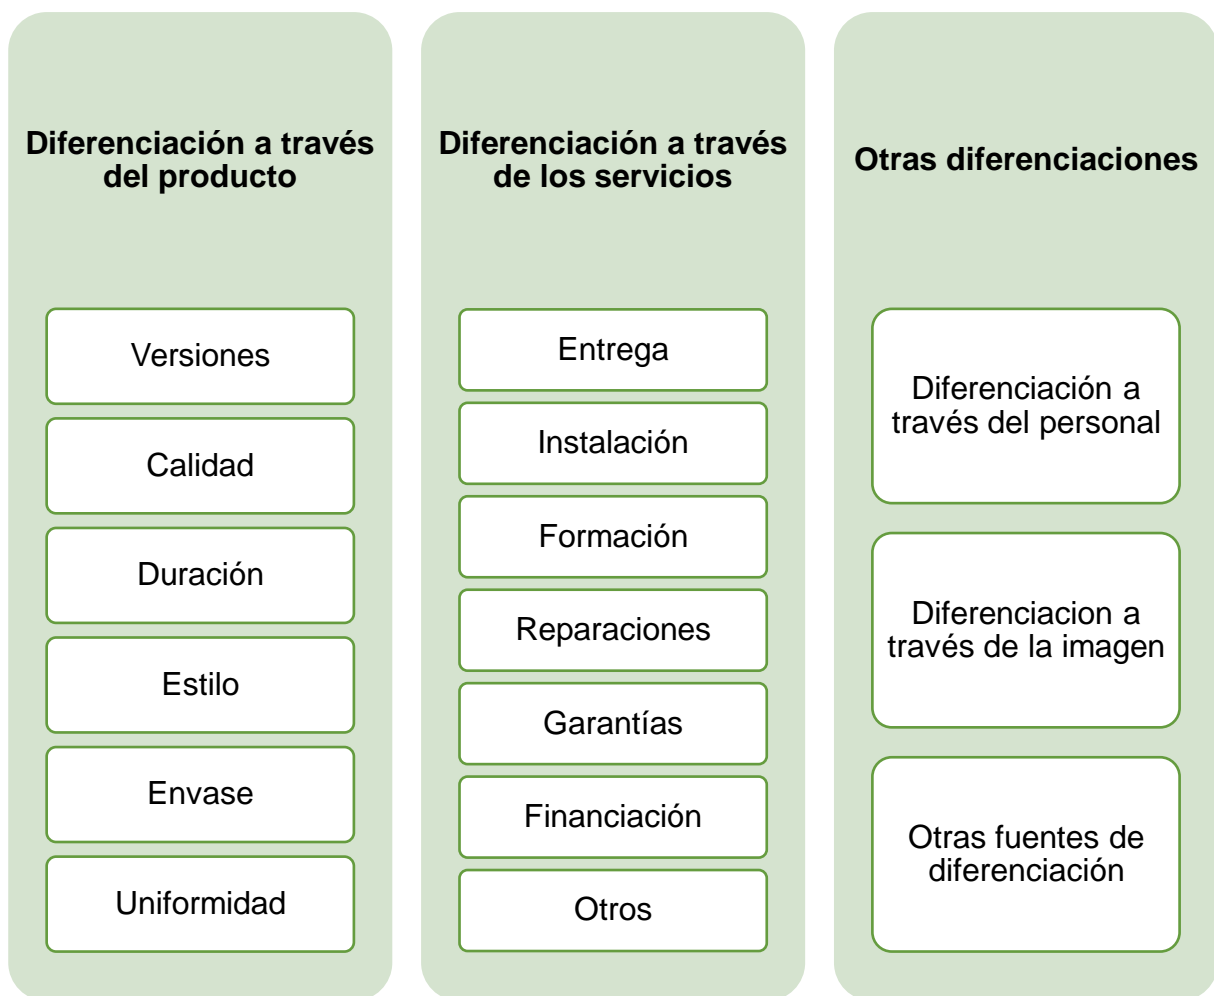 Diferenciación a través
del producto
Versiones
Calidad
Duración
Estilo
Envase
Uniformidad
Diferenciación a través
de los servicios
Entrega
Instalación
Formación
Reparaciones
Garantías
Financiación
Otros
Otras diferenciaciones
Diferenciación a
través del personal
Diferenciacion a
través de la imagen
Otras fuentes de
diferenciación